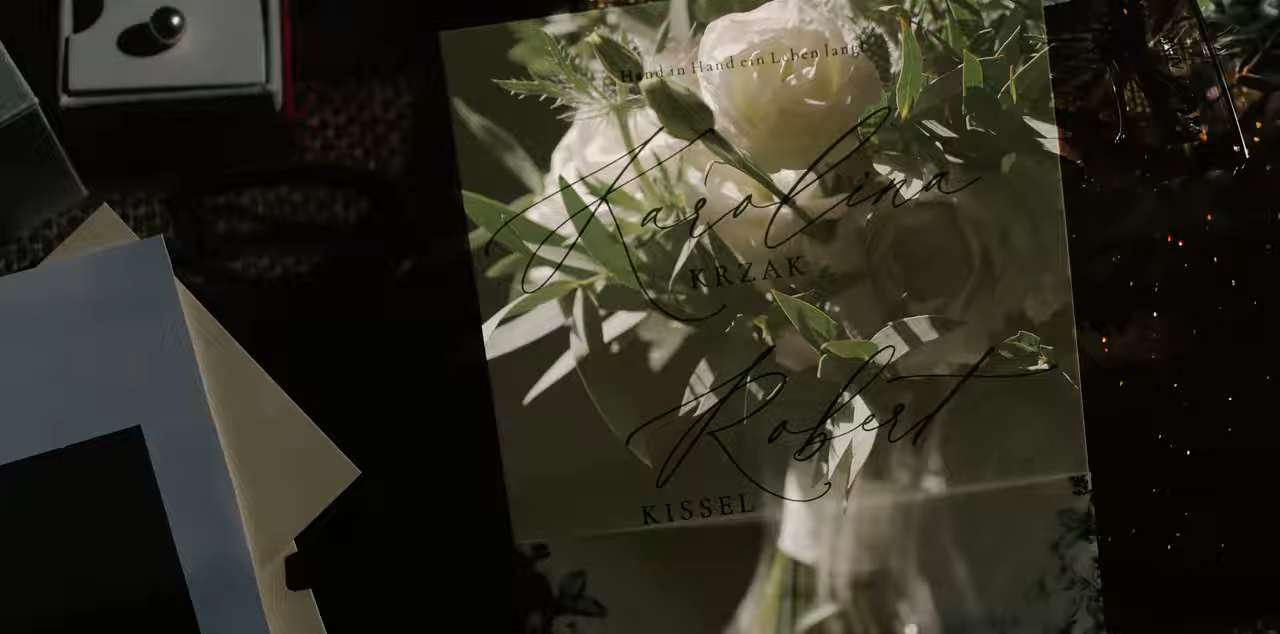 Hand in Hand ein Leben lang
Karolina
KRZAK
Robert
KISSEL